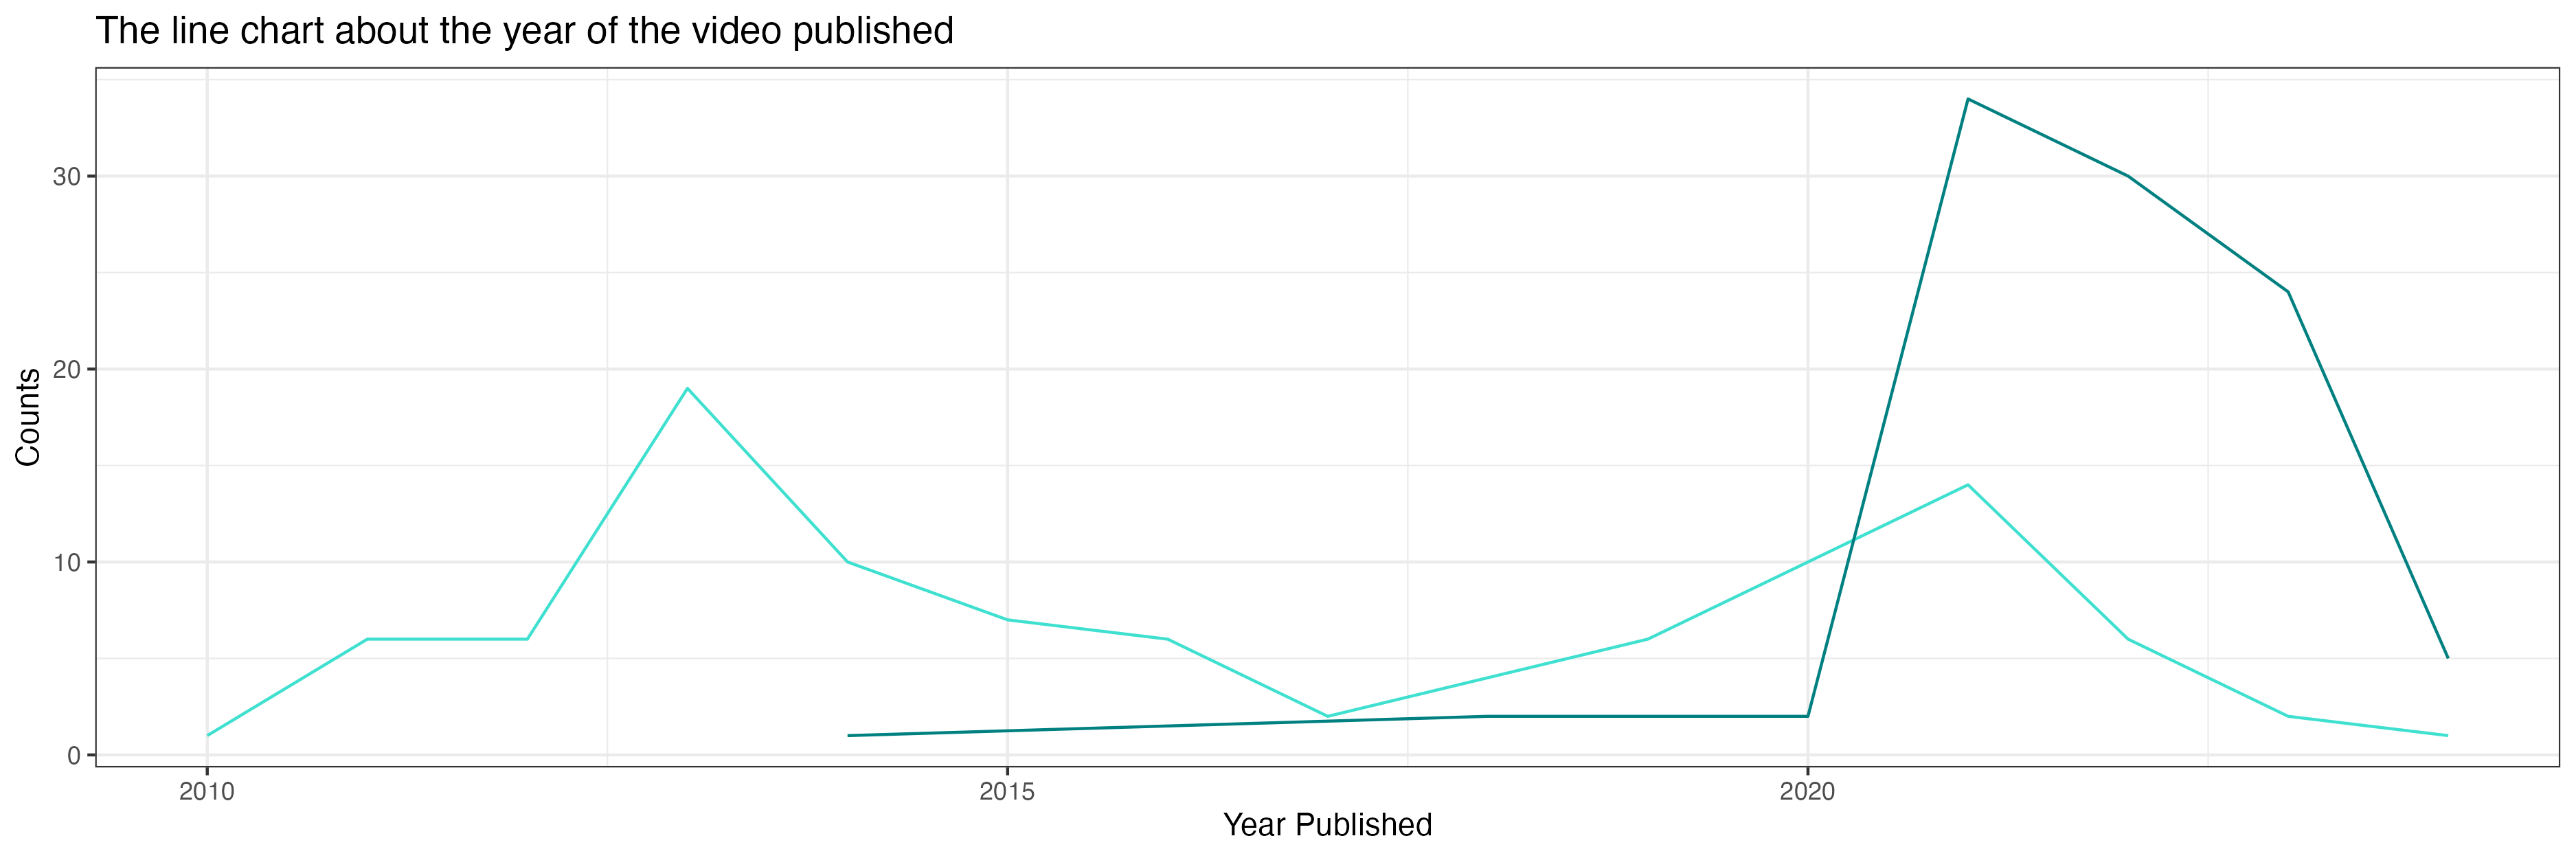 The line chart about the year of the video published
Counts
30
20
10
0
2010
2015
2020
Year Published